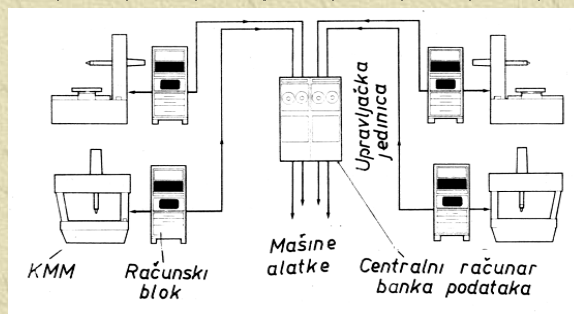 Upravljačka
jedinica
KMM
Računski
blok
Mašine
alatke
Centralni računar
banka podataka